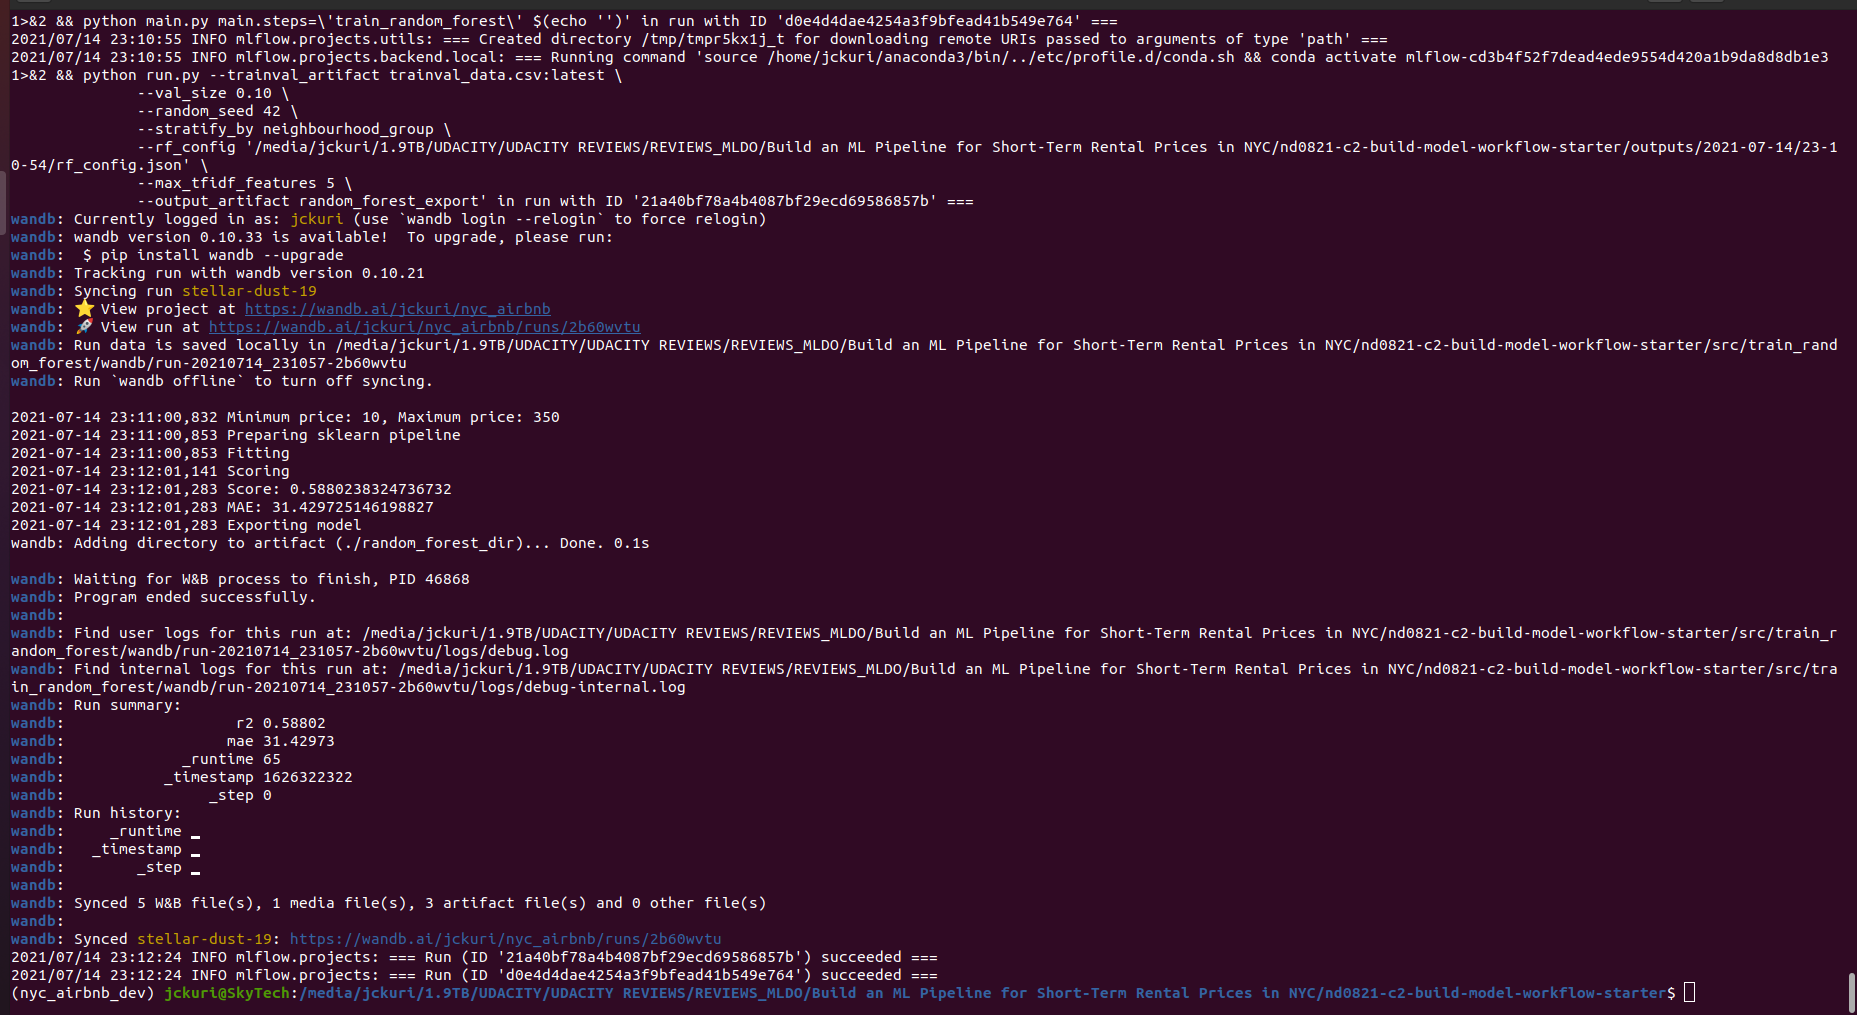 1>&2 && python main.py main.steps=\'train_random_forest\' $(echo '')' in run with ID 'd0e4d4dae4254a3f9bfead41b549e764' ===
2021/07/14 23:10:55 INFO mlflow.projects.utils: === Created directory /tmp/tmpr5kx1j_t for downloading remote URIs passed to arguments of type 'path' ===
2021/07/14 23:10:55 INFO mlflow.projects.backend.local: === Running command 'source /home/jckuri/anaconda3/bin/../etc/profile.d/conda.sh && conda activate mlflow-cd3b4f52f7dead4ede9554d420a1b9da8d8db1e3
1>&2 && python run.py --trainval_artifact trainval_data.csv:latest \
--val_size 0.10 \
--random_seed 42 \
--stratify_by neighbourhood_group \
--rf_config '/media/jckuri/1.9TB/UDACITY/UDACITY REVIEWS/REVIEWS_MLDO/Build an ML Pipeline for Short-Term Rental Prices in NYC/nd0821-c2-build-model-workflow-starter/outputs/2021-07-14/23-1
0-54/rf_config.json' \
--max_tfidf_features 5 \
--output_artifact random_forest_export' in run with ID '21a40bf78a4b4087bf29ecd69586857b' ===
wandb: Currently logged in as: jckuri (use `wandb login --relogin` to force relogin)
wandb: wandb version 0.10.33 is available!  To upgrade, please run:
wandb:  $ pip install wandb --upgrade
wandb: Tracking run with wandb version 0.10.21
wandb: Syncing run stellar-dust-19
wandb: ⭐ View project at https://wandb.ai/jckuri/nyc_airbnb
wandb: 🚀 View run at https://wandb.ai/jckuri/nyc_airbnb/runs/2b60wvtu
wandb: Run data is saved locally in /media/jckuri/1.9TB/UDACITY/UDACITY REVIEWS/REVIEWS_MLDO/Build an ML Pipeline for Short-Term Rental Prices in NYC/nd0821-c2-build-model-workflow-starter/src/train_rand
om_forest/wandb/run-20210714_231057-2b60wvtu
wandb: Run `wandb offline` to turn off syncing.
2021-07-14 23:11:00,832 Minimum price: 10, Maximum price: 350
2021-07-14 23:11:00,853 Preparing sklearn pipeline
2021-07-14 23:11:00,853 Fitting
2021-07-14 23:12:01,141 Scoring
2021-07-14 23:12:01,283 Score: 0.5880238324736732
2021-07-14 23:12:01,283 MAE: 31.429725146198827
2021-07-14 23:12:01,283 Exporting model
wandb: Adding directory to artifact (./random_forest_dir)... Done. 0.1s
wandb: Waiting for W&B process to finish, PID 46868
wandb: Program ended successfully.
wandb:
wandb: Find user logs for this run at: /media/jckuri/1.9TB/UDACITY/UDACITY REVIEWS/REVIEWS_MLDO/Build an ML Pipeline for Short-Term Rental Prices in NYC/nd0821-c2-build-model-workflow-starter/src/train_r
andom_forest/wandb/run-20210714_231057-2b60wvtu/logs/debug.log
wandb: Find internal logs for this run at: /media/jckuri/1.9TB/UDACITY/UDACITY REVIEWS/REVIEWS_MLDO/Build an ML Pipeline for Short-Term Rental Prices in NYC/nd0821-c2-build-model-workflow-starter/src/tra
in_random_forest/wandb/run-20210714_231057-2b60wvtu/logs/debug-internal.log
wandb: Run summary:
wandb: r2 0.58802
wandb: mae 31.42973
wandb: _runtime 65
wandb: _timestamp 1626322322
wandb: _step 0
wandb: Run history:
wandb: _runtime ▁
wandb: _timestamp ▁
wandb: _step ▁
wandb:
wandb: Synced 5 W&B file(s), 1 media file(s), 3 artifact file(s) and 0 other file(s)
wandb:
wandb: Synced stellar-dust-19: https://wandb.ai/jckuri/nyc_airbnb/runs/2b60wvtu
2021/07/14 23:12:24 INFO mlflow.projects: === Run (ID '21a40bf78a4b4087bf29ecd69586857b') succeeded ===
2021/07/14 23:12:24 INFO mlflow.projects: === Run (ID 'd0e4d4dae4254a3f9bfead41b549e764') succeeded ===
(nyc_airbnb_dev) jckuri@SkyTech:/media/jckuri/1.9TB/UDACITY/UDACITY REVIEWS/REVIEWS_MLDO/Build an ML Pipeline for Short-Term Rental Prices in NYC/nd0821-c2-build-model-workflow-starter$